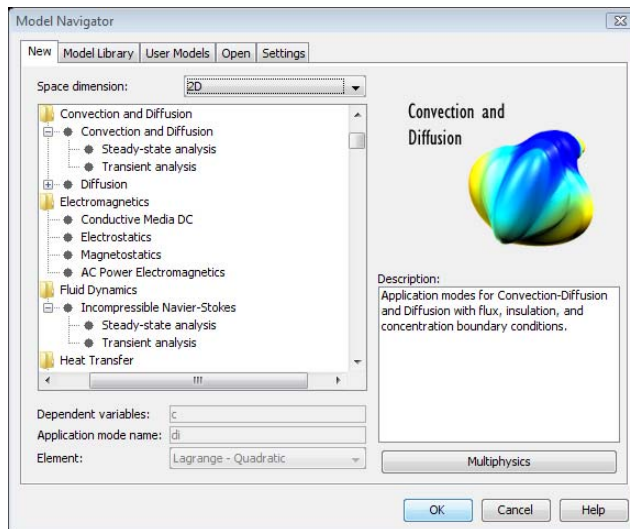 Model Navigator
New Model Library User Models Open Settings
Space dimension: 2D
Convection and Diffusion
Convection and Diffusion
Steady-state analysis
Transient analysis
Diffusion
Electromagnetics
Conductive Media DC
Electrostatics
Magnetostatics
AC Power Electromagnetics
Fluid Dynamics
Incompressible Navier-Stokes
Steady-state analysis
Transient analysis
Heat Transfer
Dependent variables: c
Application mode name: di
Element: Lagrange - Quadratic
Convection and
Diffusion
Description:
Application modes for Convection-Diffusion
and Diffusion with flux, insulation, and
concentration boundary conditions.
Multiphysics
OK Cancel Help